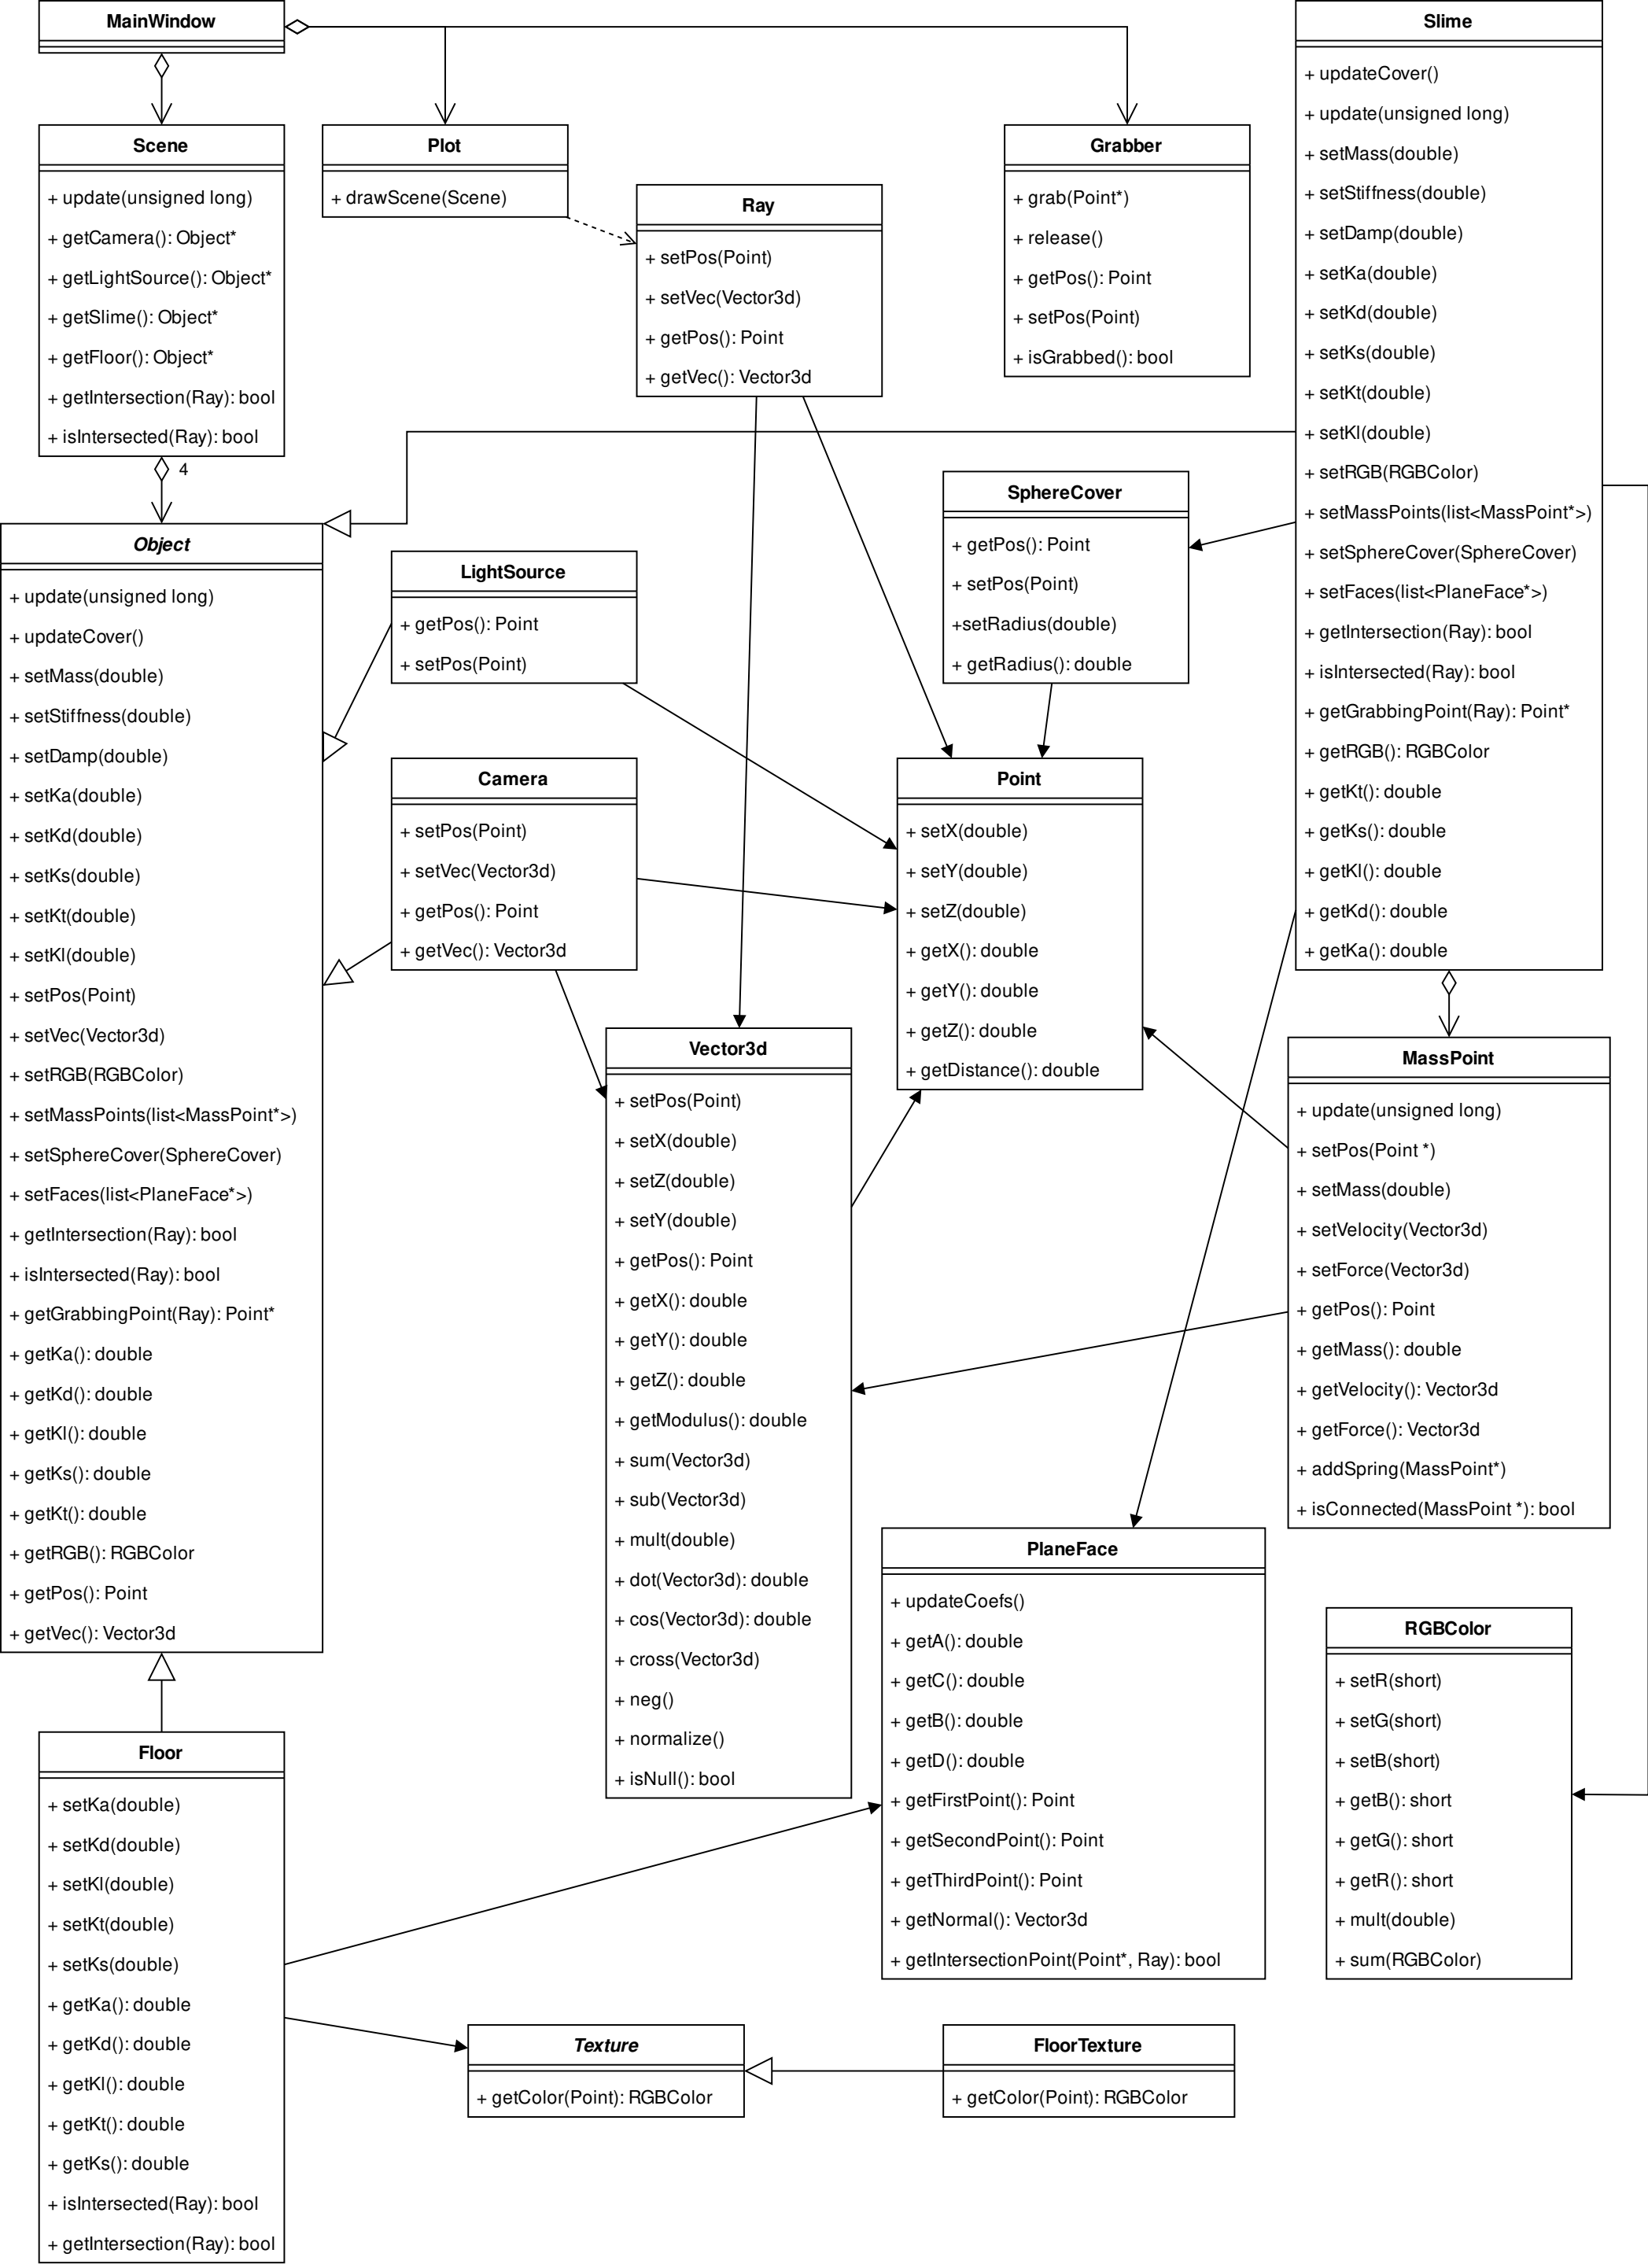 MainWindow
Scene
+ update(unsigned long)
+ getCamera(): Object*
+ getLightSource(): Object*
+ getSlime(): Object*
+ getFloor(): Object*
+ getIntersection(Ray): bool
+ isIntersected(Ray): bool
4
Plot
+ drawScene(Scene)
Ray
+ setPos(Point)
+ setVec(Vector3d)
+ getPos(): Point
+ getVec(): Vector3d
Grabber
+ grab(Point*)
+ release()
+ getPos(): Point
+ setPos(Point)
+ isGrabbed(): bool
Slime
+ updateCover()
+ update(unsigned long)
+ setMass(double)
+ setStiffness(double)
+ setDamp(double)
+ setKa(double)
+ setKd(double)
+ setKs(double)
+ setKt(double)
+ setKl(double)
+ setRGB(RGBColor)
+ setMassPoints(list<MassPoint*>)
+ setSphereCover(SphereCover)
+ setFaces(list<PlaneFace*>)
+ getIntersection(Ray): bool
+ isIntersected(Ray): bool
+ getGrabbingPoint(Ray): Point*
+ getRGB(): RGBColor
+ getKt(): double
+ getKs(): double
+ getKl(): double
+ getKd(): double
+ getKa(): double
Object
+ update(unsigned long)
+ updateCover()
+ setMass(double)
+ setStiffness(double)
+ setDamp(double)
+ setKa(double)
+ setKd(double)
+ setKs(double)
+ setKt(double)
+ setKl(double)
+ setPos(Point)
+ setVec(Vector3d)
+ setRGB(RGBColor)
+ setMassPoints(list<MassPoint*>)
+ setSphereCover(SphereCover)
+ setFaces(list<PlaneFace*>)
+ getIntersection(Ray): bool
+ isIntersected(Ray): bool
+ getGrabbingPoint(Ray): Point*
+ getKa(): double
+ getKd(): double
+ getKl(): double
+ getKs(): double
+ getKt(): double
+ getRGB(): RGBColor
+ getPos(): Point
+ getVec(): Vector3d
LightSource
+ getPos(): Point
+ setPos(Point)
SphereCover
+ getPos(): Point
+ setPos(Point)
+setRadius(double)
+ getRadius(): double
Camera
+ setPos(Point)
+ setVec(Vector3d)
+ getPos(): Point
+ getVec(): Vector3d
Point
+ setX(double)
+ setY(double)
+ setZ(double)
+ getX(): double
+ getY(): double
+ getZ(): double
+ getDistance(): double
Vector3d
+ setPos(Point)
+ setX(double)
+ setZ(double)
+ setY(double)
+ getPos(): Point
+ getX(): double
+ getY(): double
+ getZ(): double
+ getModulus(): double
+ sum(Vector3d)
+ sub(Vector3d)
+ mult(double)
+ dot(Vector3d): double
+ cos(Vector3d): double
+ cross(Vector3d)
+ neg()
+ normalize()
+ isNull(): bool
MassPoint
+ update(unsigned long)
+ setPos(Point *)
+ setMass(double)
+ setVelocity(Vector3d)
+ setForce(Vector3d)
+ getPos(): Point
+ getMass(): double
+ getVelocity(): Vector3d
+ getForce(): Vector3d
+ addSpring(MassPoint*)
+ isConnected(MassPoint *): bool
PlaneFace
+ updateCoefs()
+ getA(): double
+ getC(): double
+ getB(): double
+ getD(): double
+ getFirstPoint(): Point
+ getSecondPoint(): Point
+ getThirdPoint(): Point
+ getNormal(): Vector3d
+ getIntersectionPoint(Point*, Ray): bool
RGBColor
+ setR(short)
+ setG(short)
+ setB(short)
+ getB(): short
+ getG(): short
+ getR(): short
+ mult(double)
+ sum(RGBColor)
Floor
+ setKa(double)
+ setKd(double)
+ setKl(double)
+ setKt(double)
+ setKs(double)
+ getKa(): double
+ getKd(): double
+ getKl(): double
+ getKt(): double
+ getKs(): double
+ isIntersected(Ray): bool
+ getIntersection(Ray): bool
Texture
+ getColor(Point): RGBColor
FloorTexture
+ getColor(Point): RGBColor